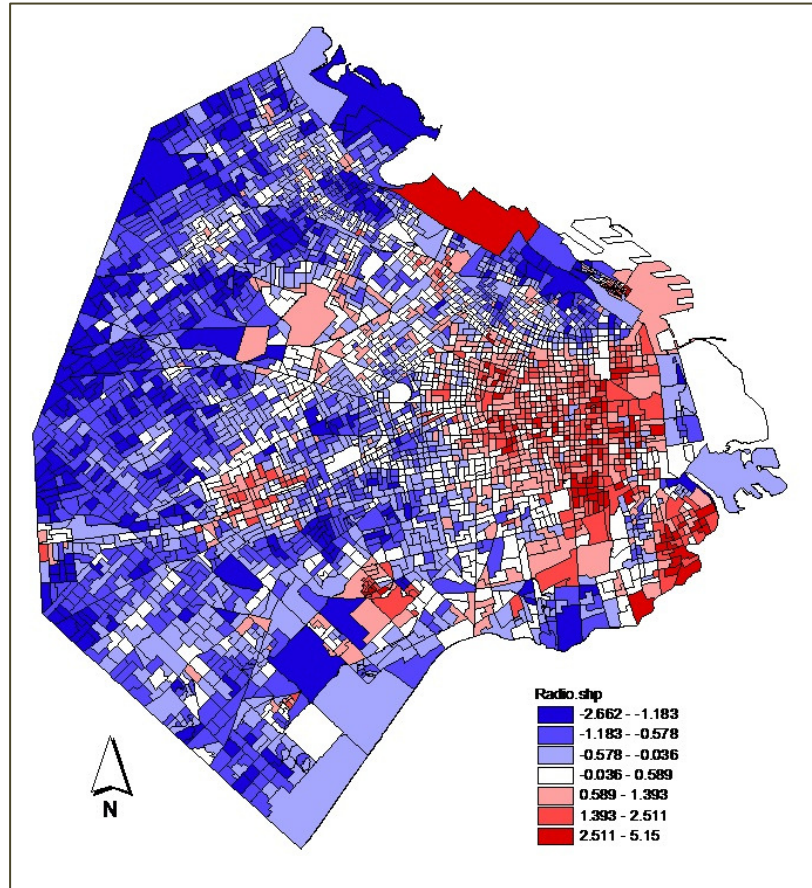 Radio.shp
-2.662 - -1.183
-1.183 - -0.578
-0.578 - -0.036
-0.036 - 0.589
0.589 - 1.393
1.393 - 2.511
2.511 - 5.15
N